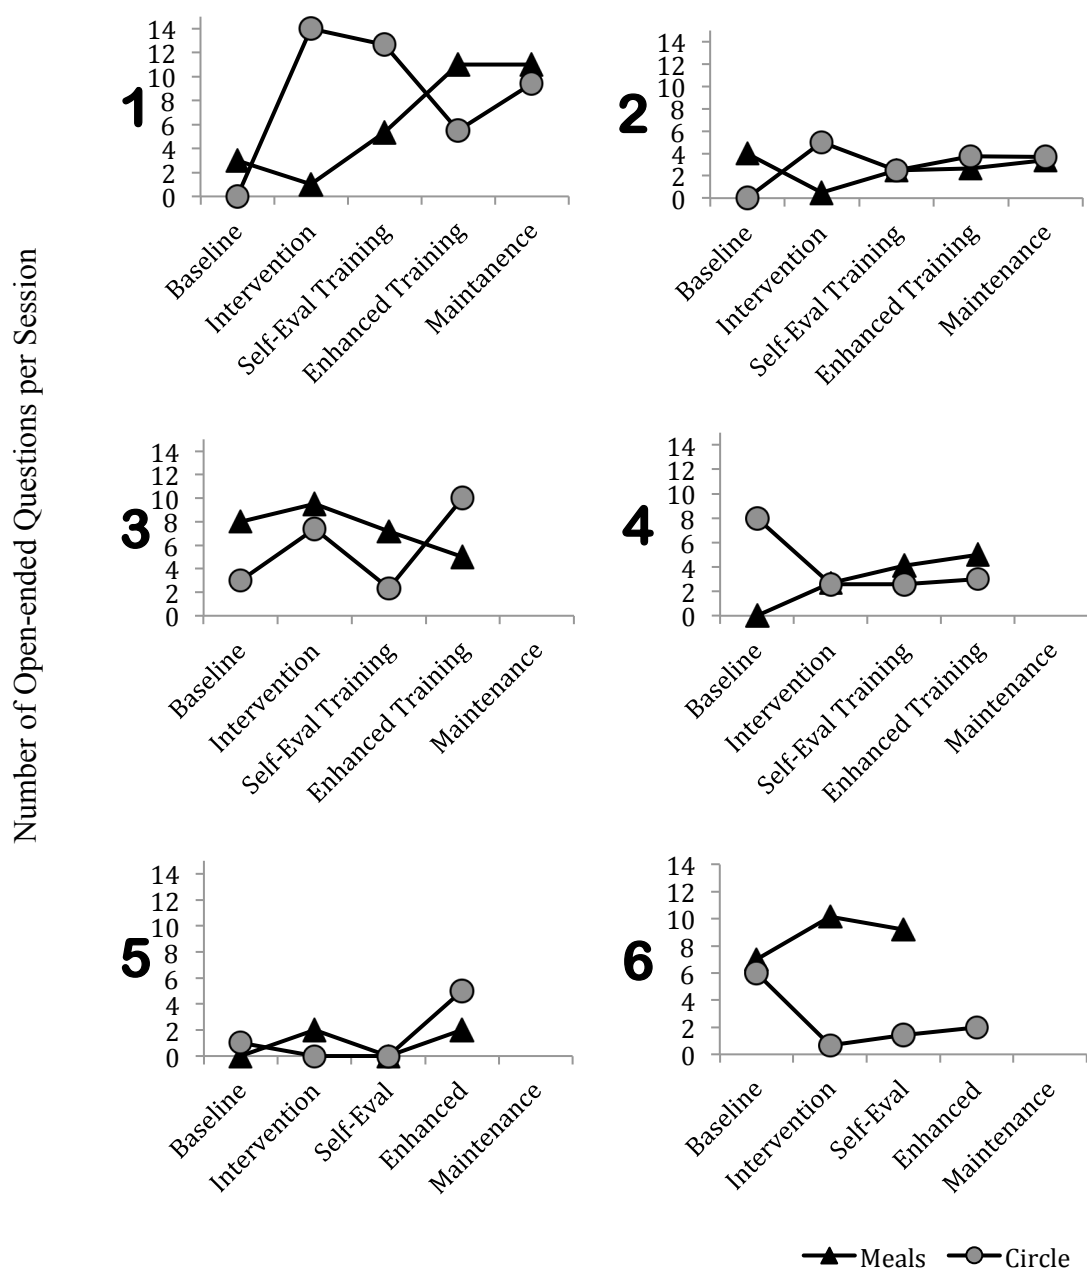 Number of Open-ended Questions per Session
1
14
12
10
8
6
4
2
0
Baseline
Intervention
Self-Eval Training
Enhanced Training
Maintanence
2
14
12
10
8
6
4
2
0
Baseline
Intervention
Self-Eval Training
Enhanced Training
Maintenance
3
14
12
10
8
6
4
2
0
Baseline
Intervention
Self-Eval Training
Enhanced Training
Maintenance
4
14
12
10
8
6
4
2
0
Baseline
Intervention
Self-Eval Training
Enhanced Training
Maintenance
5
14
12
10
8
6
4
2
0
Baseline
Intervention
Self-Eval
Enhanced
Maintenance
6
14
12
10
8
6
4
2
0
Baseline
Intervention
Self-Eval
Enhanced
Maintenance
Meals Circle